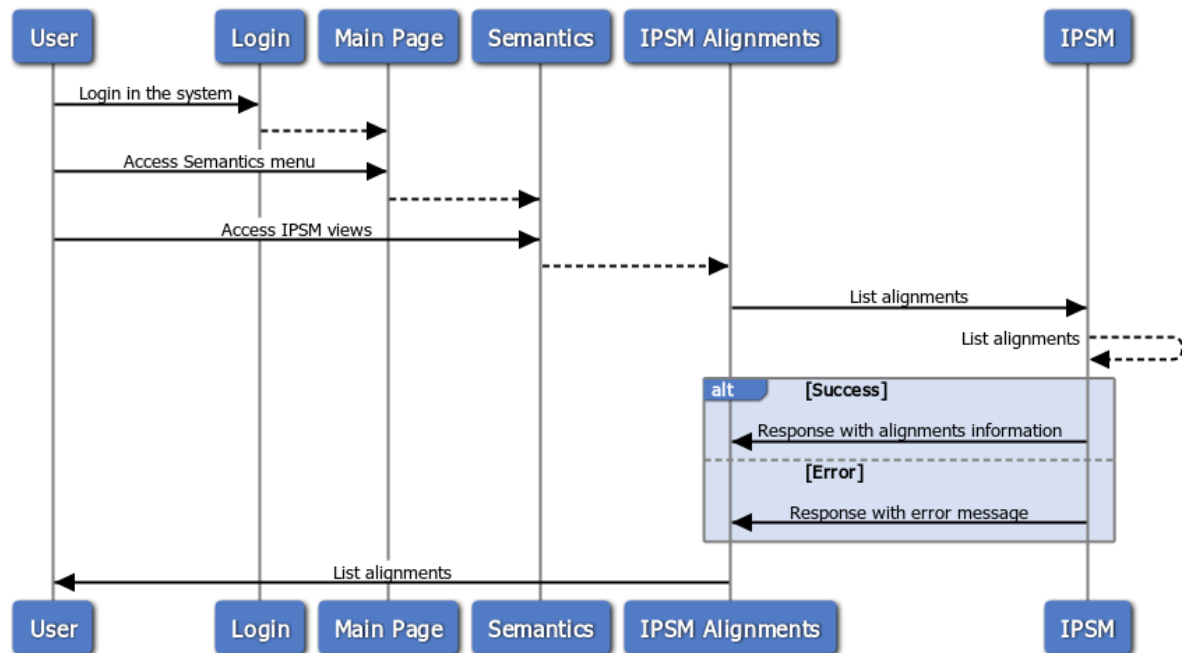 User
Login
Main Page
Semantics
IPSM Alignments
IPSM
Login in the system
Access Semantics menu
Access IPSM views
List alignments
List alignments
alt
[Success]
Response with alignments information
[Error]
Response with error message
List alignments
User
Login
Main Page
Semantics
IPSM Alignments
IPSM